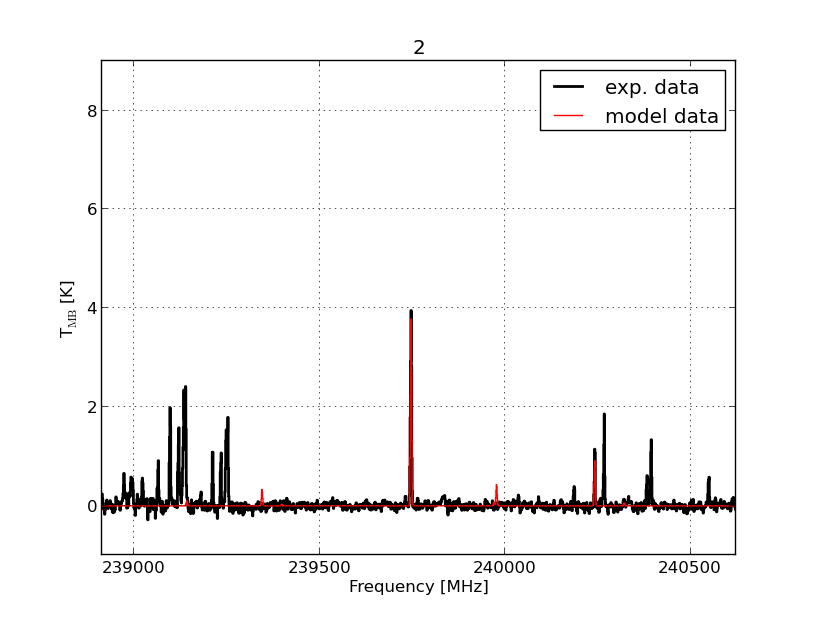 2
exp. data
model data
8
6
4
2
0
T_MB [K]
239000
239500
240000
240500
Frequency [MHz]